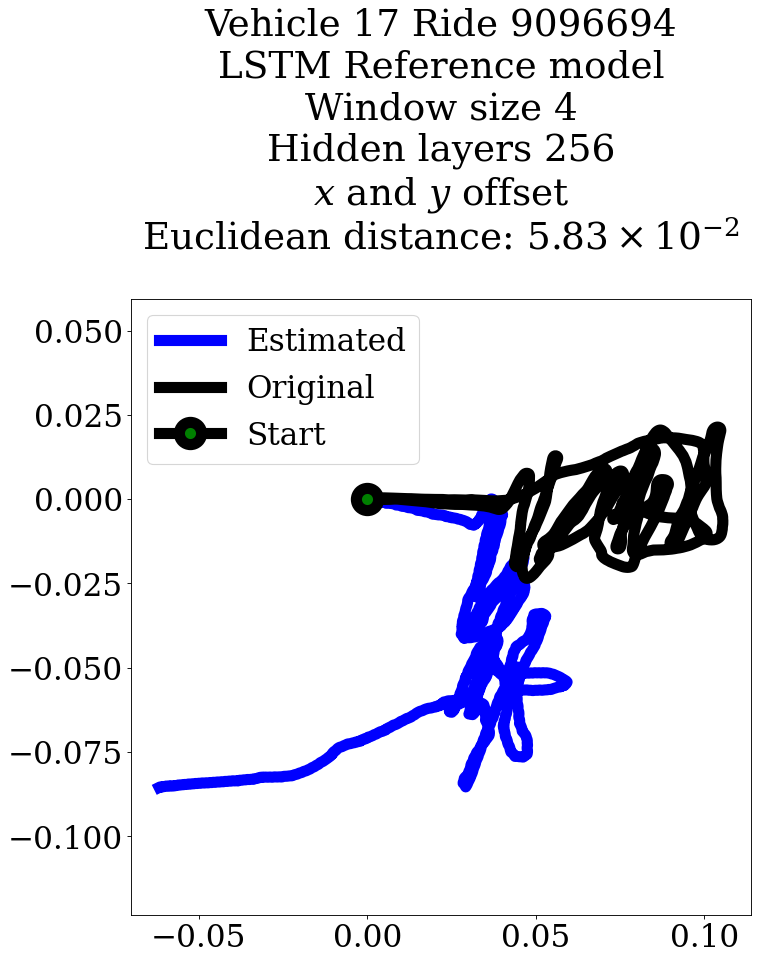 Vehicle 17 Ride 9096694
LSTM Reference model
Window size 4
Hidden layers 256
x and y offset
Euclidean distance: 5.83 × 10⁻²
Estimated
Original
Start
0.050
0.025
0.000
−0.025
−0.050
−0.075
−0.100
−0.05 0.00 0.05 0.10